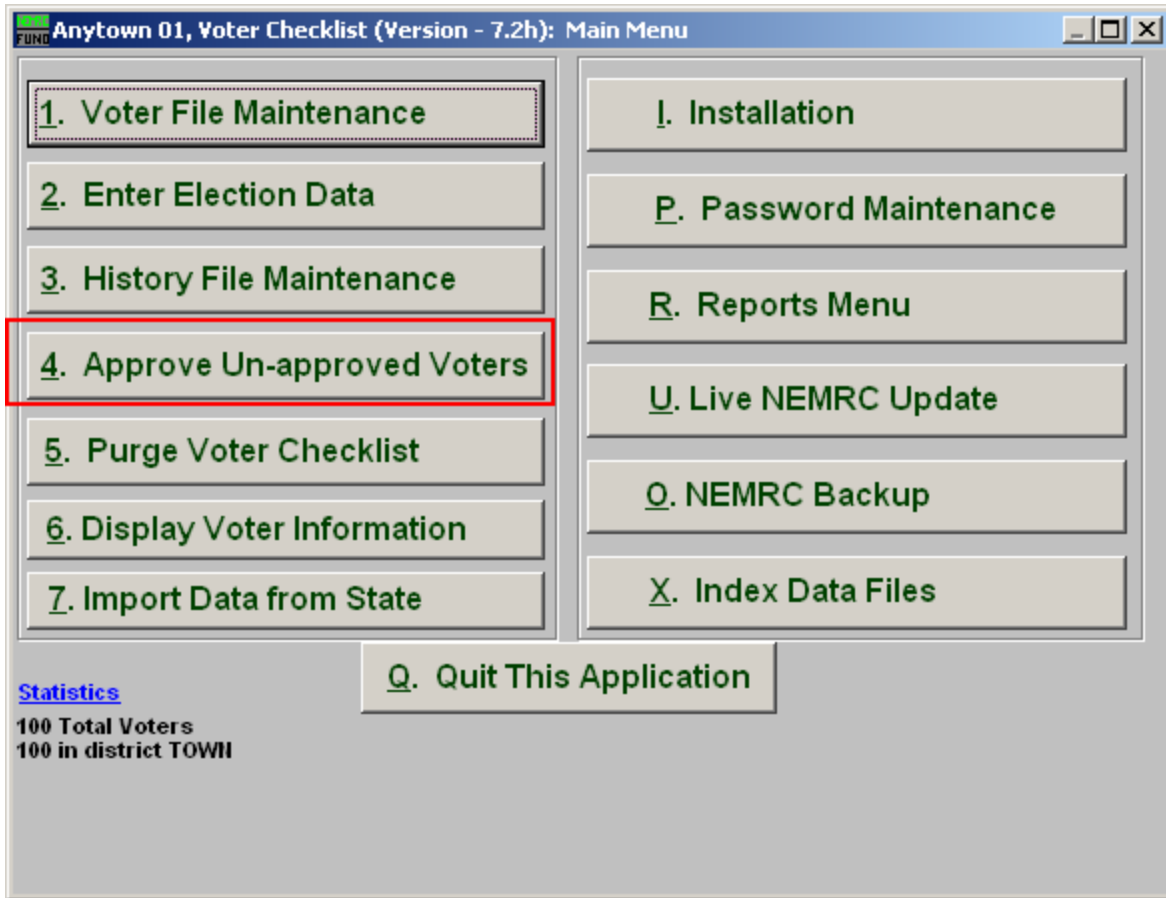 NEMRC
FUND
Anytown 01, Voter Checklist (Version - 7.2h): Main Menu
1. Voter File Maintenance
2. Enter Election Data
3. History File Maintenance
4. Approve Un-approved Voters
5. Purge Voter Checklist
6. Display Voter Information
7. Import Data from State
I. Installation
P. Password Maintenance
R. Reports Menu
U. Live NEMRC Update
O. NEMRC Backup
X. Index Data Files
Q. Quit This Application
Statistics
100 Total Voters
100 in district TOWN